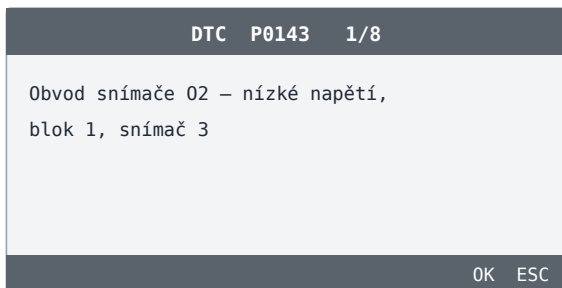 DTC P0143 1/8
Obvod snímače O2 – nízké napětí,
blok 1, snímač 3
OK ESC